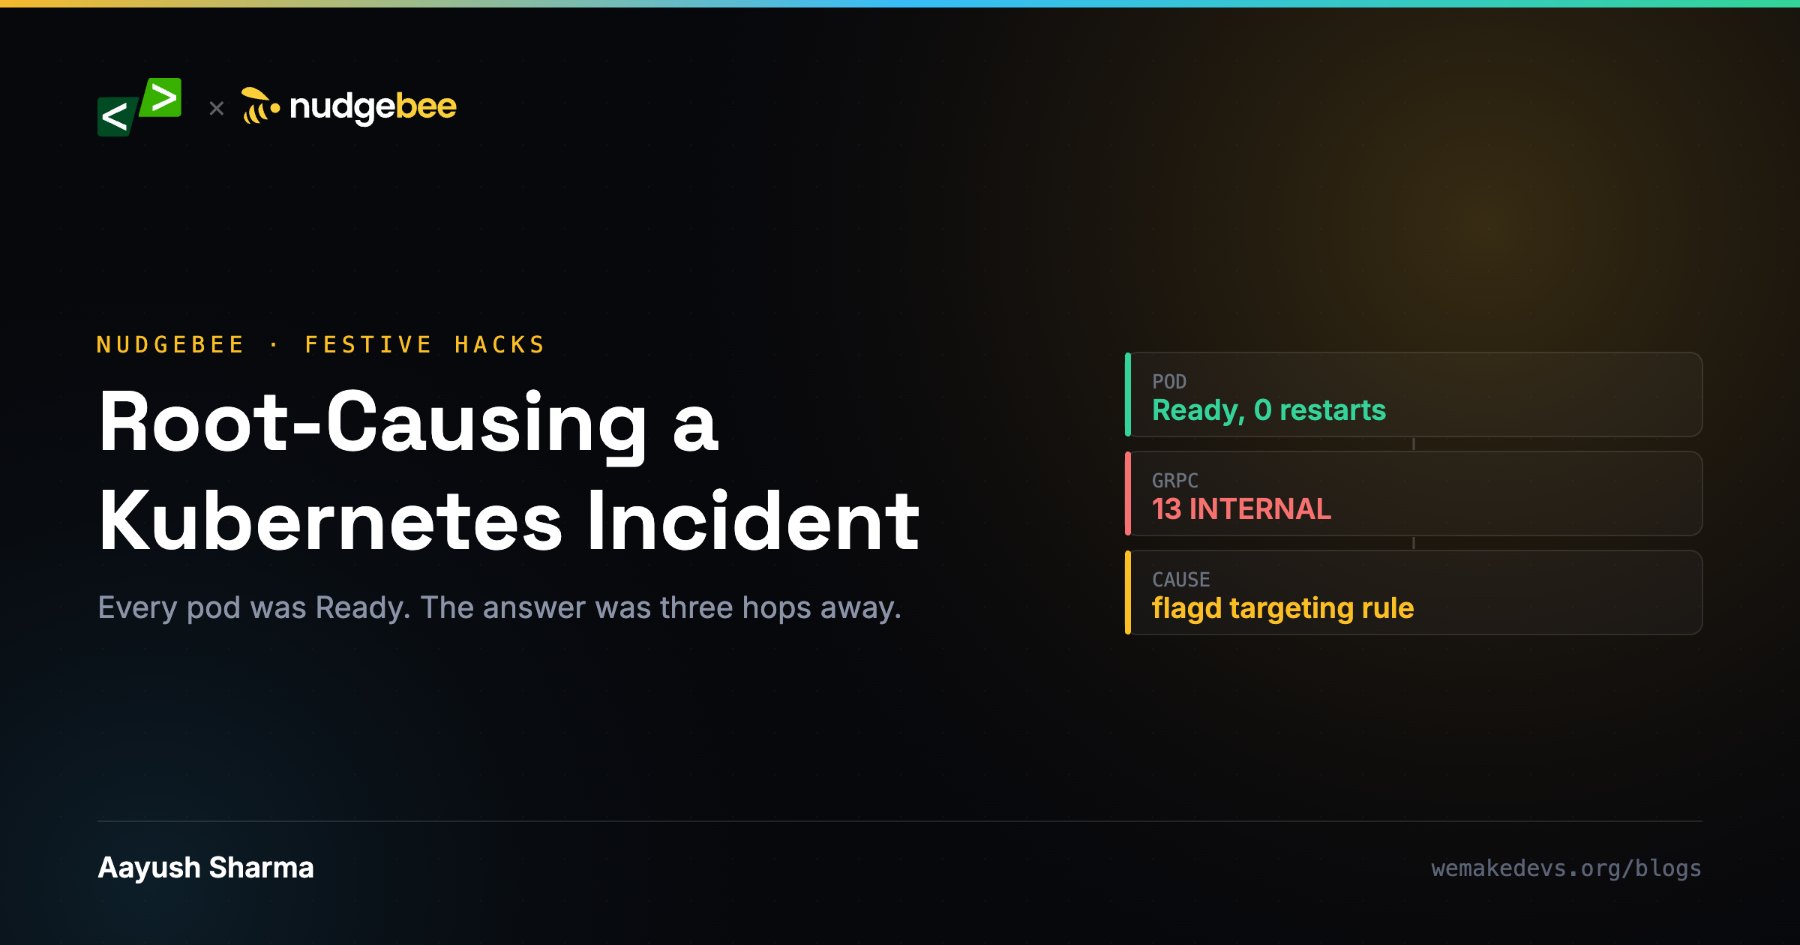 < > × nudgebee
NUDGEBEE · FESTIVE HACKS
Root-Causing a
Kubernetes Incident
Every pod was Ready. The answer was three hops away.
POD
Ready, 0 restarts
GRPC
13 INTERNAL
CAUSE
flagd targeting rule
Aayush Sharma
wemakedevs.org/blogs